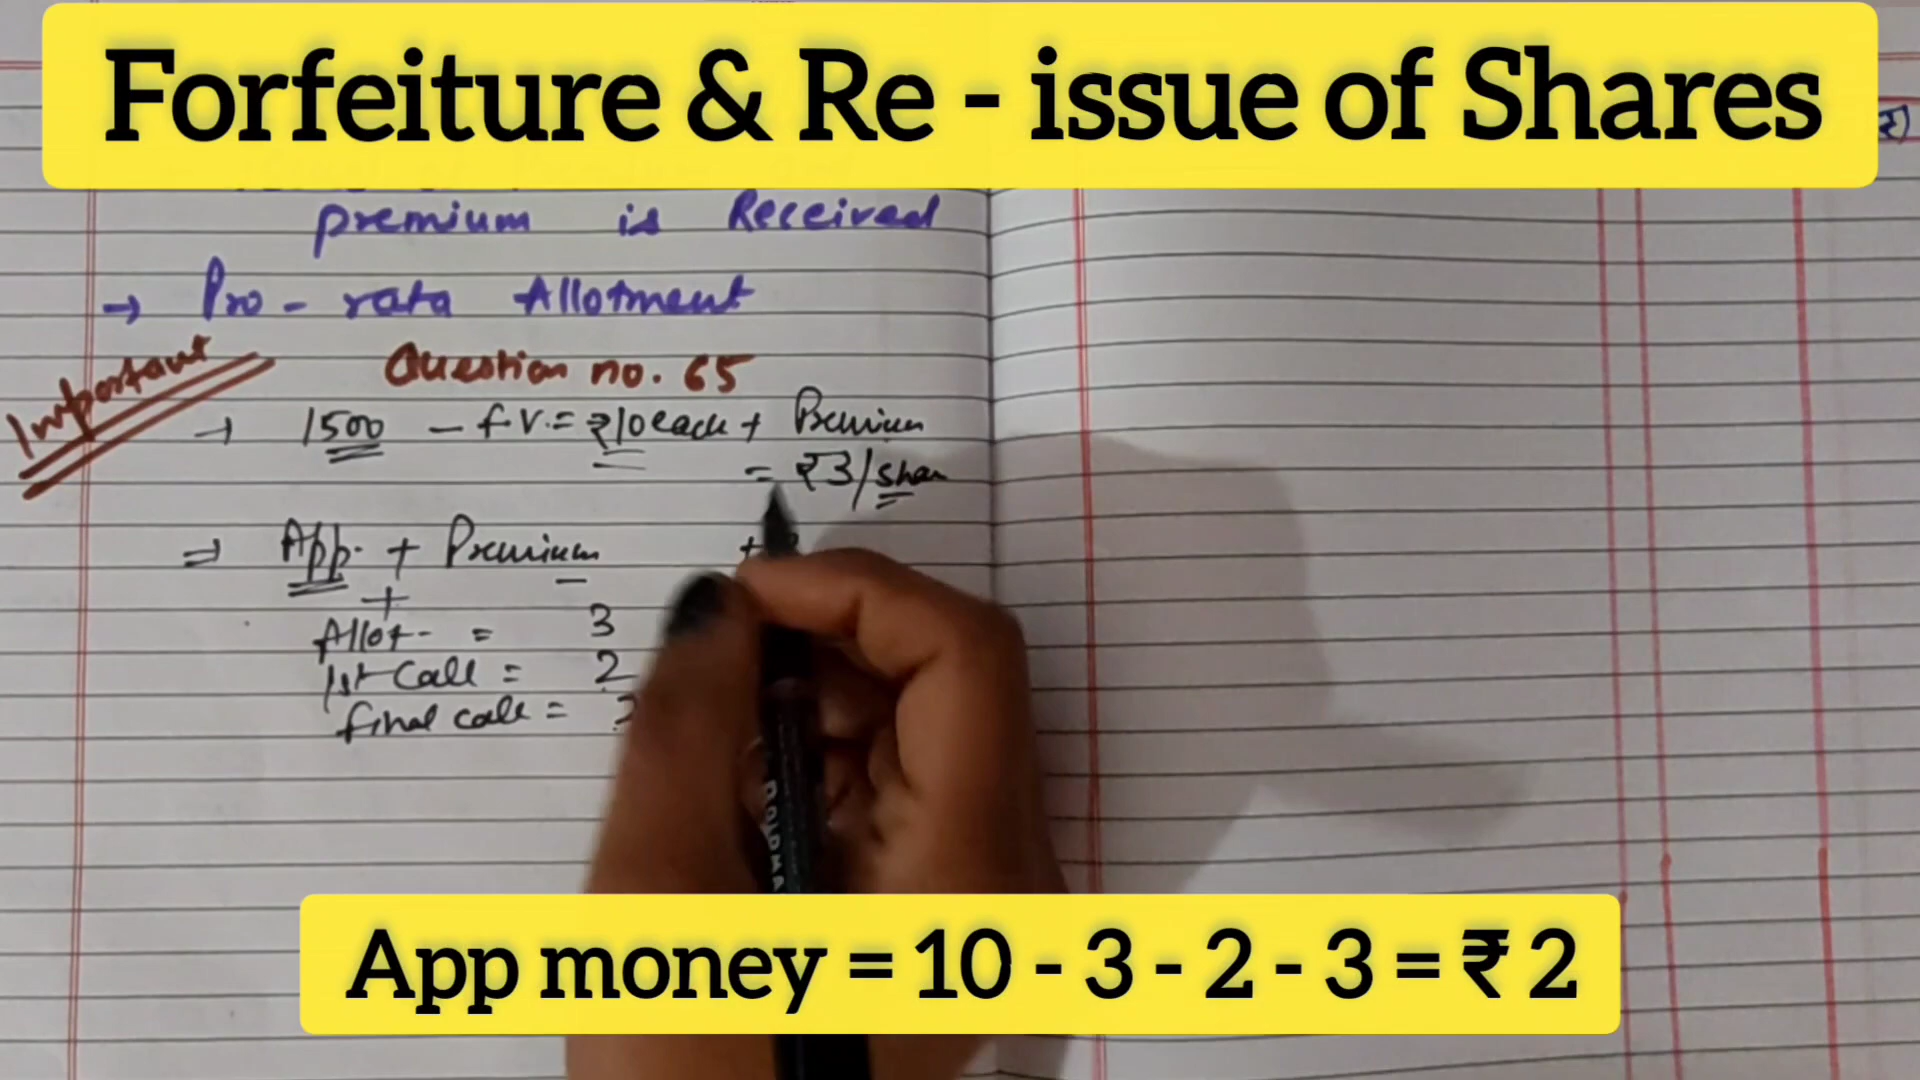 Forfeiture & Re - issue of Shares
premium is Received
→ Pro - rata Allotment
Important
Question no. 65
→ 1500 - f V. = ₹10 each + Premium
= ₹3/Share
⇒ App. + Premium +
+
Allot- = 3
1st Call = 2
final call =
App money = 10 - 3 - 2 - 3 = ₹ 2